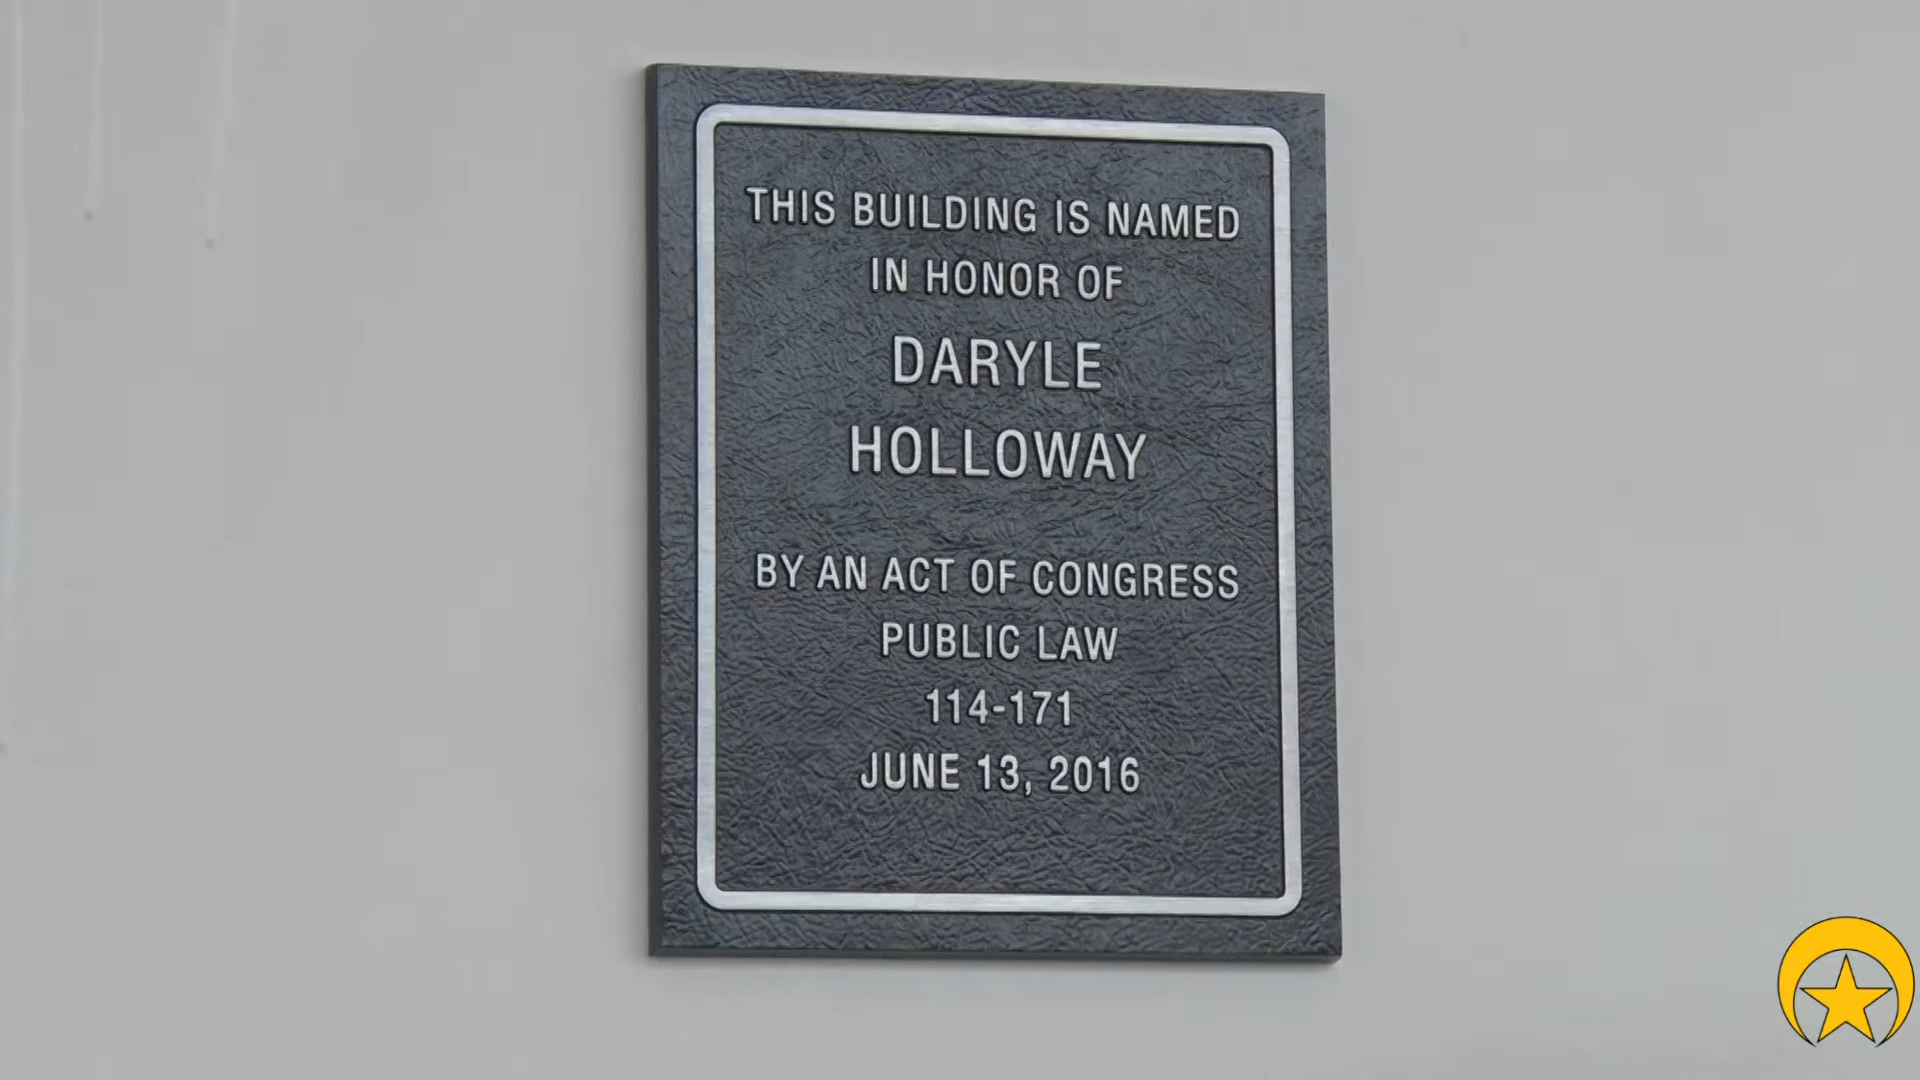 THIS BUILDING IS NAMED
IN HONOR OF
DARYLE
HOLLOWAY
BY AN ACT OF CONGRESS
PUBLIC LAW
114-171
JUNE 13, 2016